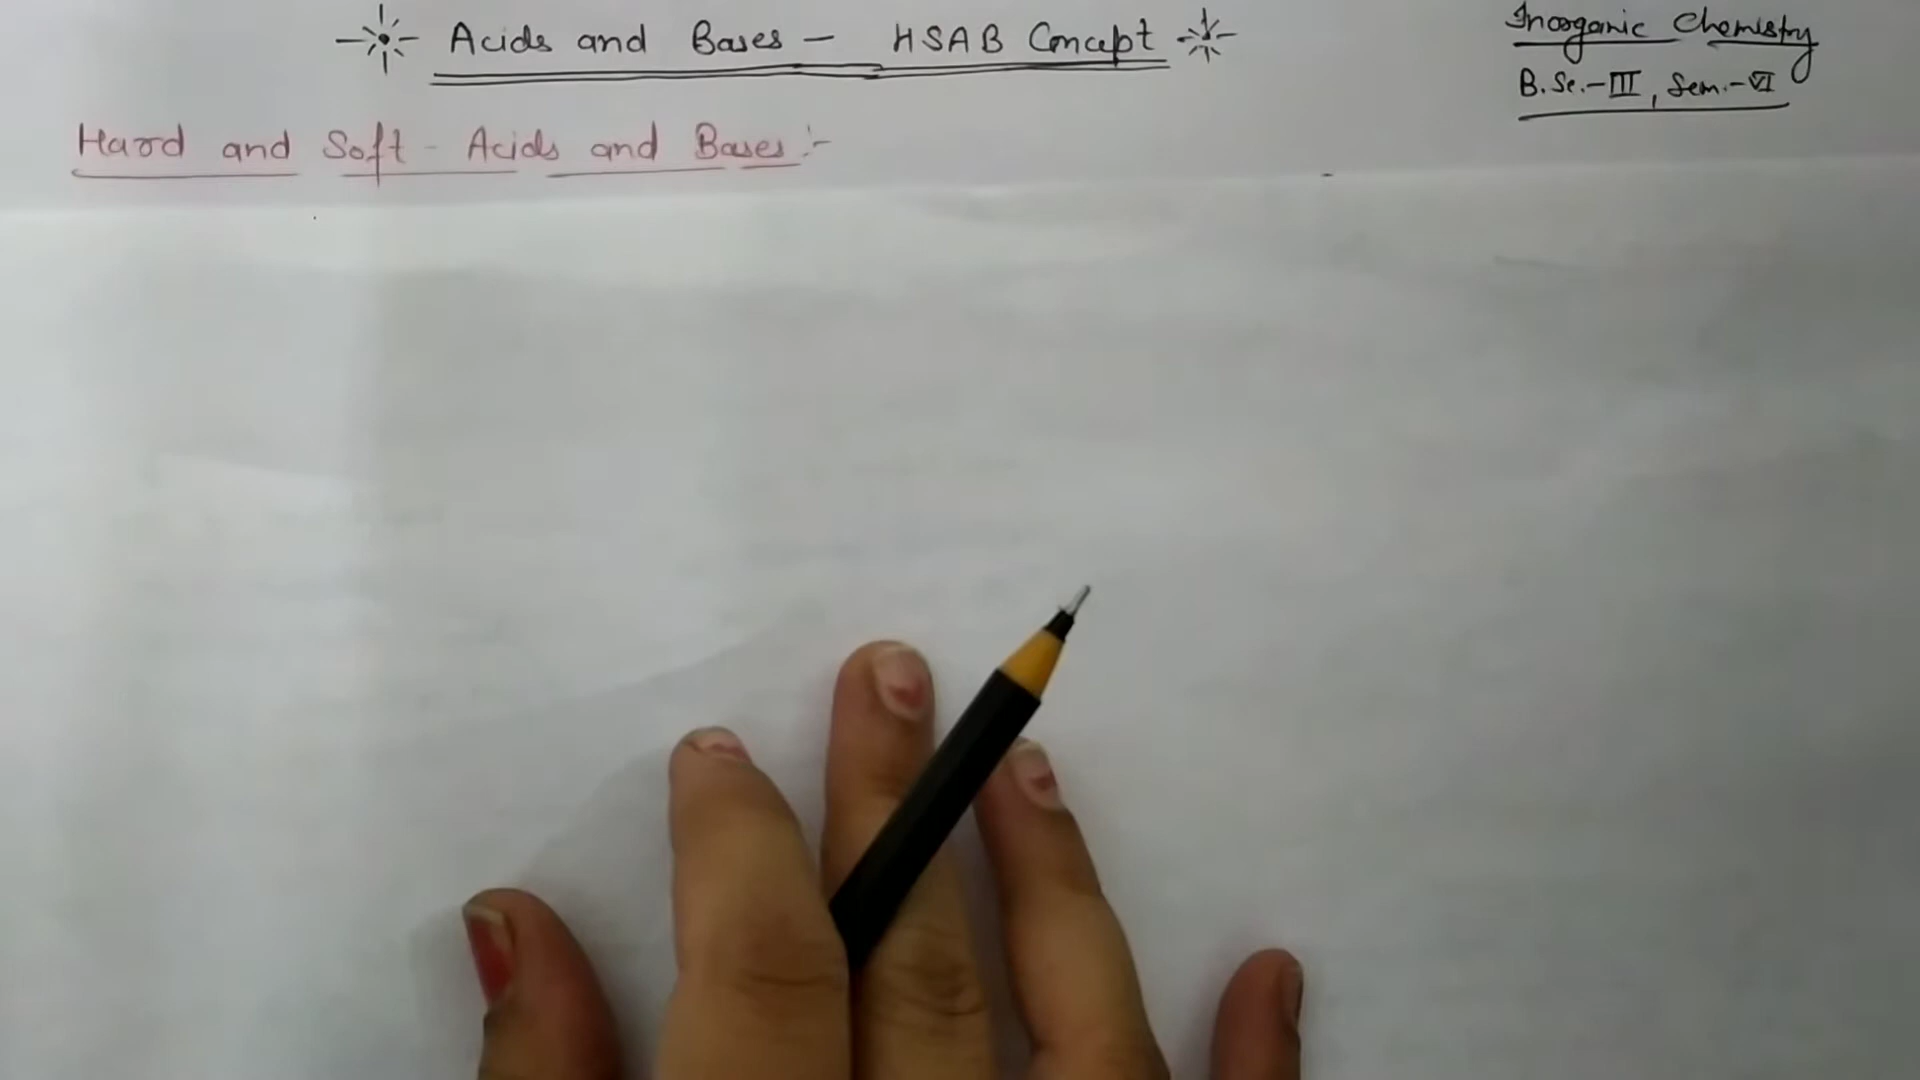 Acids and Bases - HSAB Concept
Inorganic Chemistry
B.Sc.-III, Sem.-VI
Hard and Soft - Acids and Bases :-